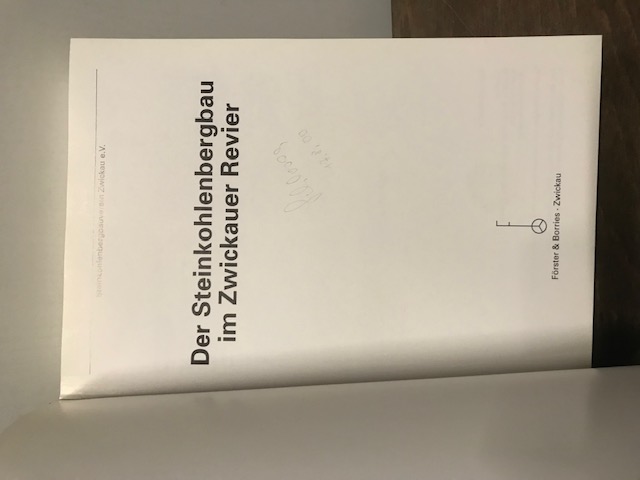 Steinkohlenbergbauverein Zwickau e.V.
Der Steinkohlenbergbau
im Zwickauer Revier
Förster & Borries · Zwickau